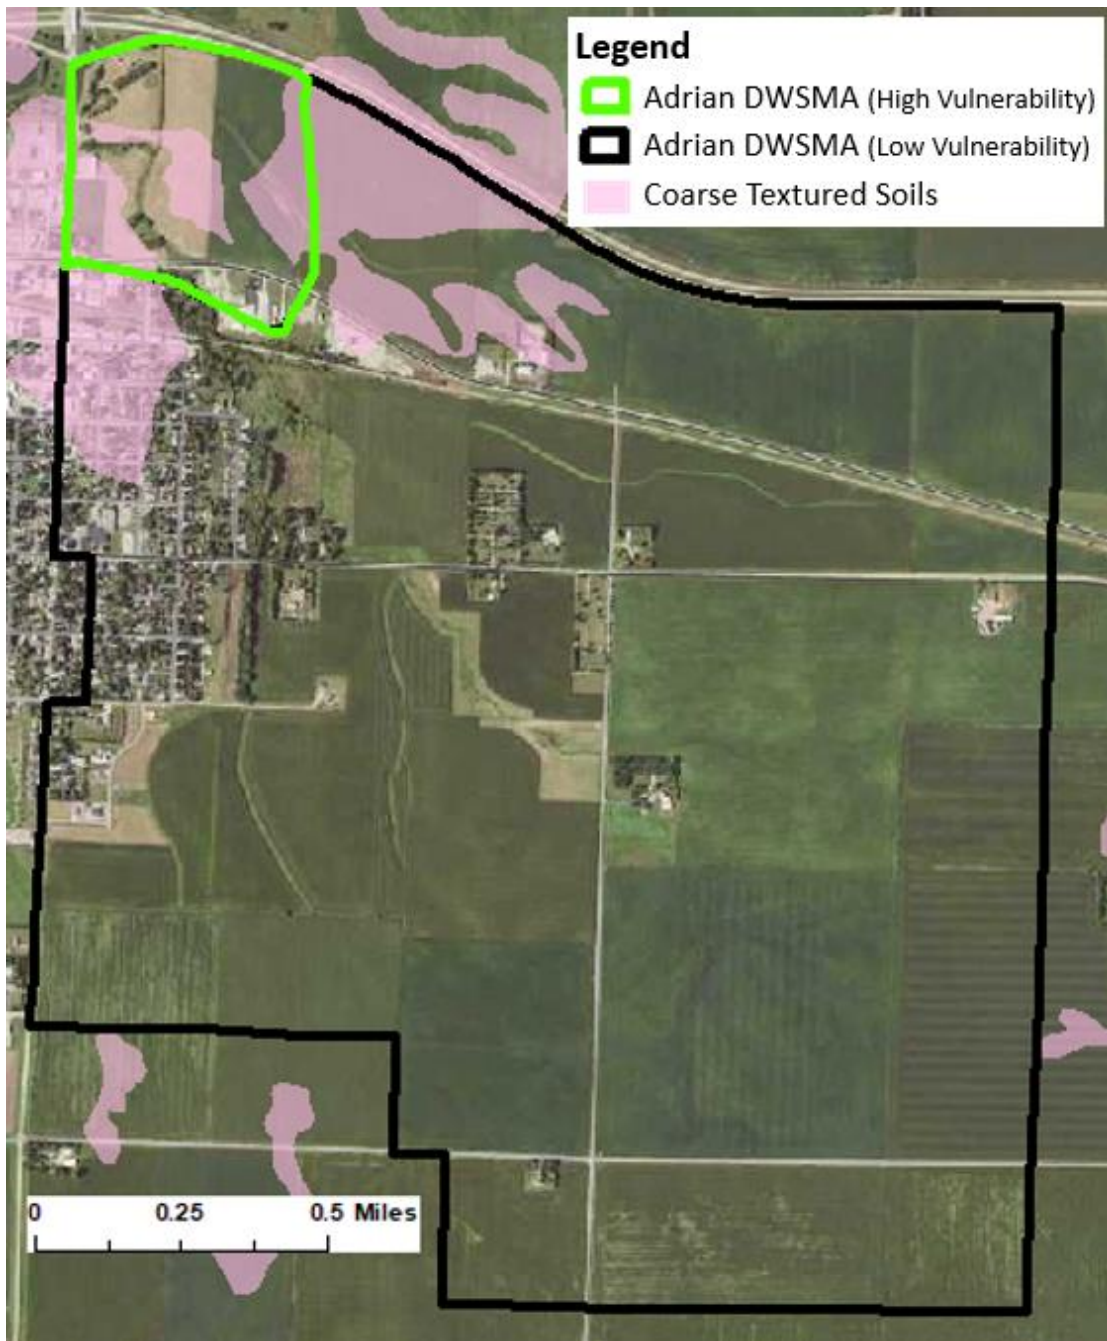 Legend
Adrian DWSMA (High Vulnerability)
Adrian DWSMA (Low Vulnerability)
Coarse Textured Soils
0 0.25 0.5 Miles